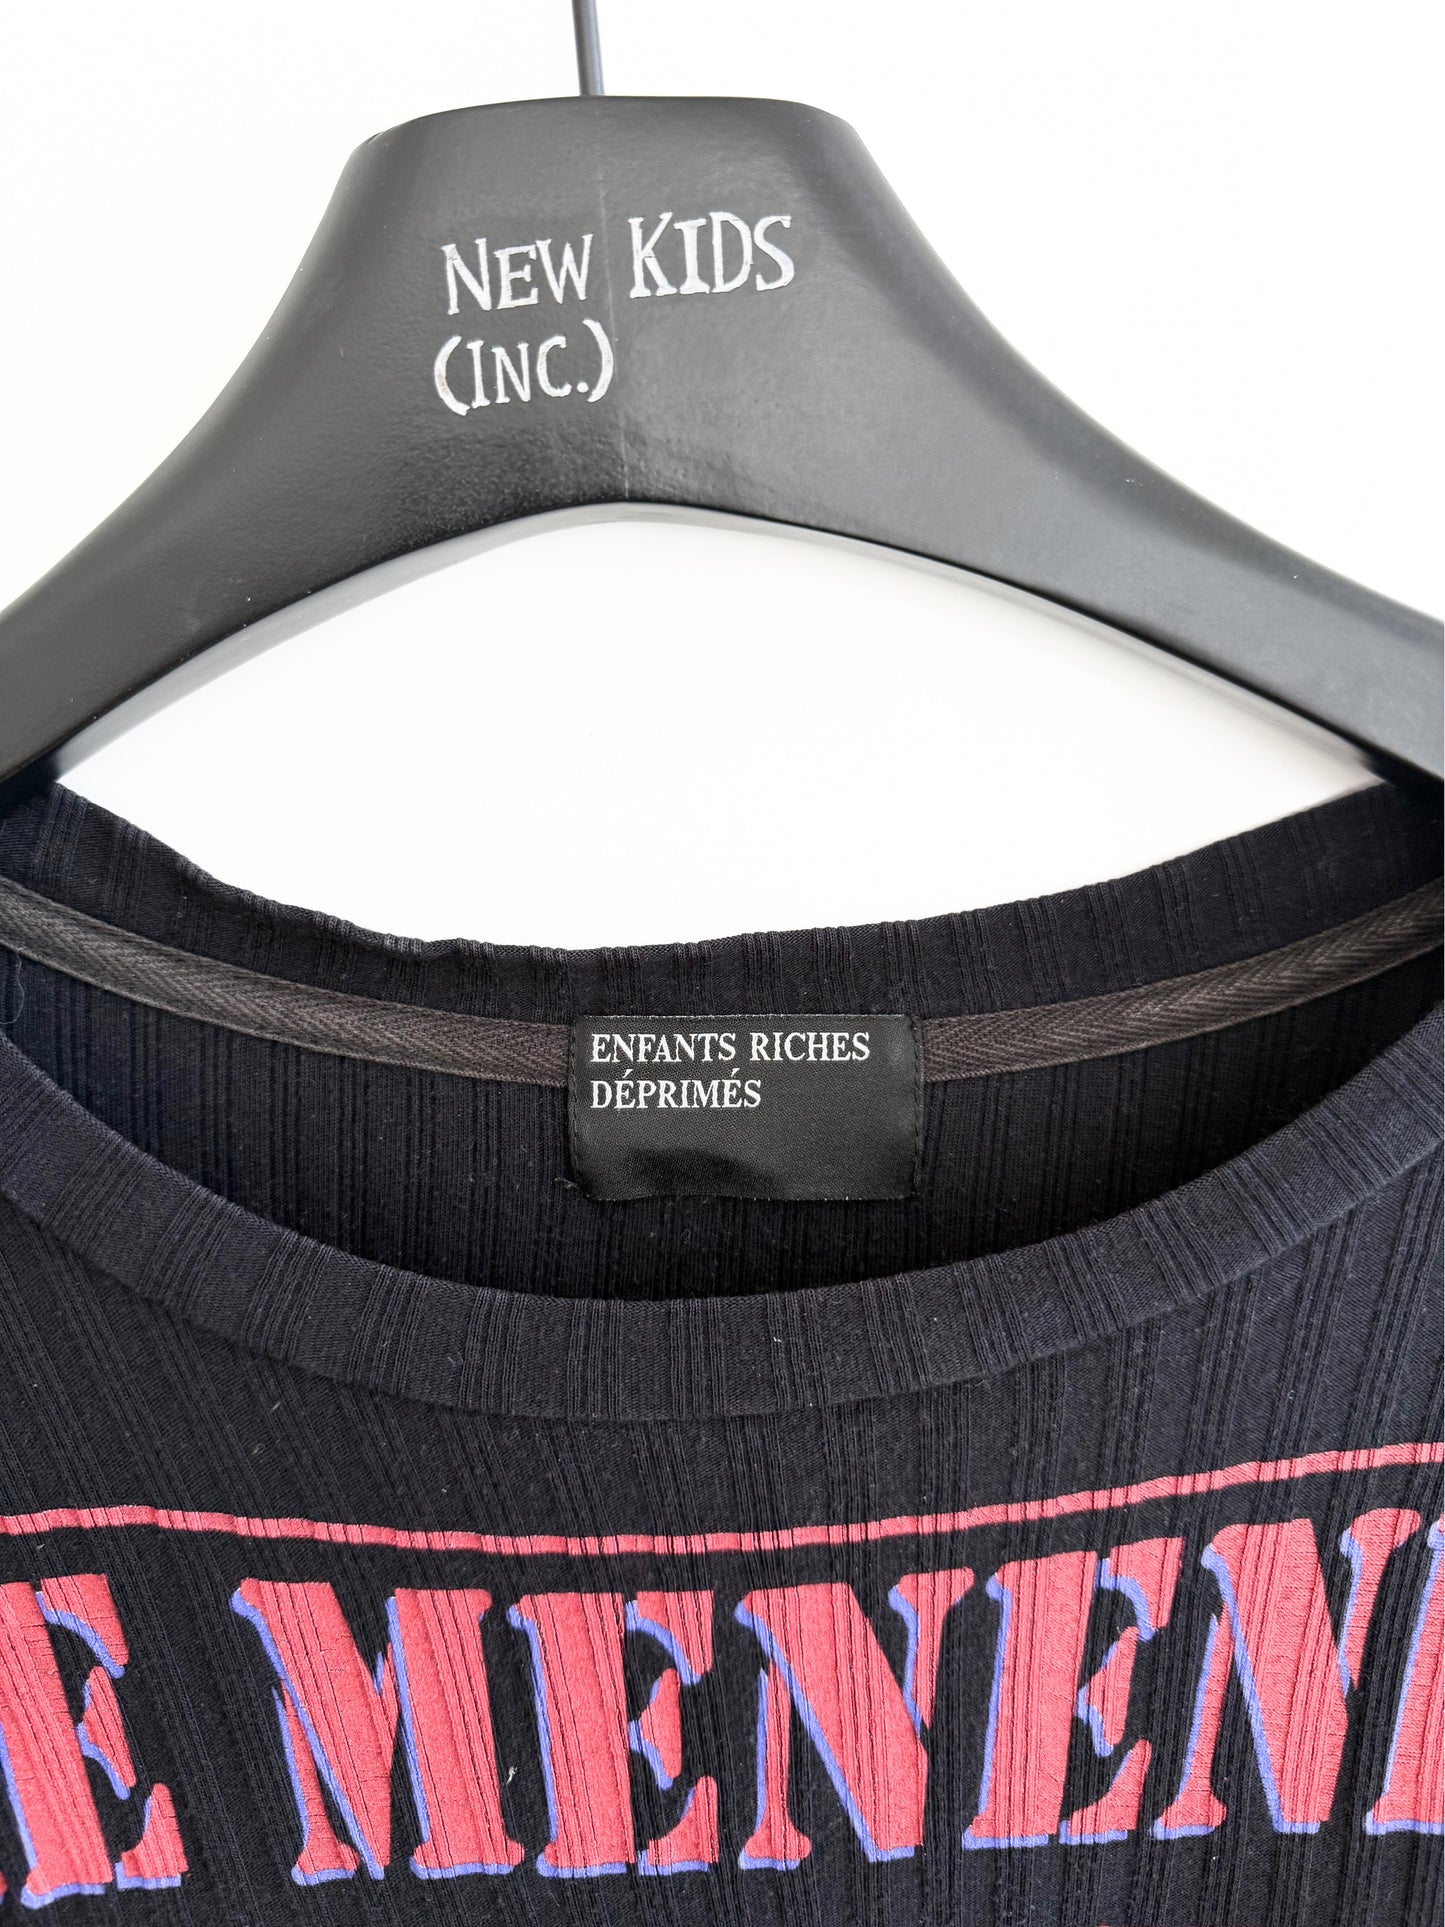 NEW KIDS
(INC.)
ENFANTS RICHES
DÉPRIMÉS
E MENEN